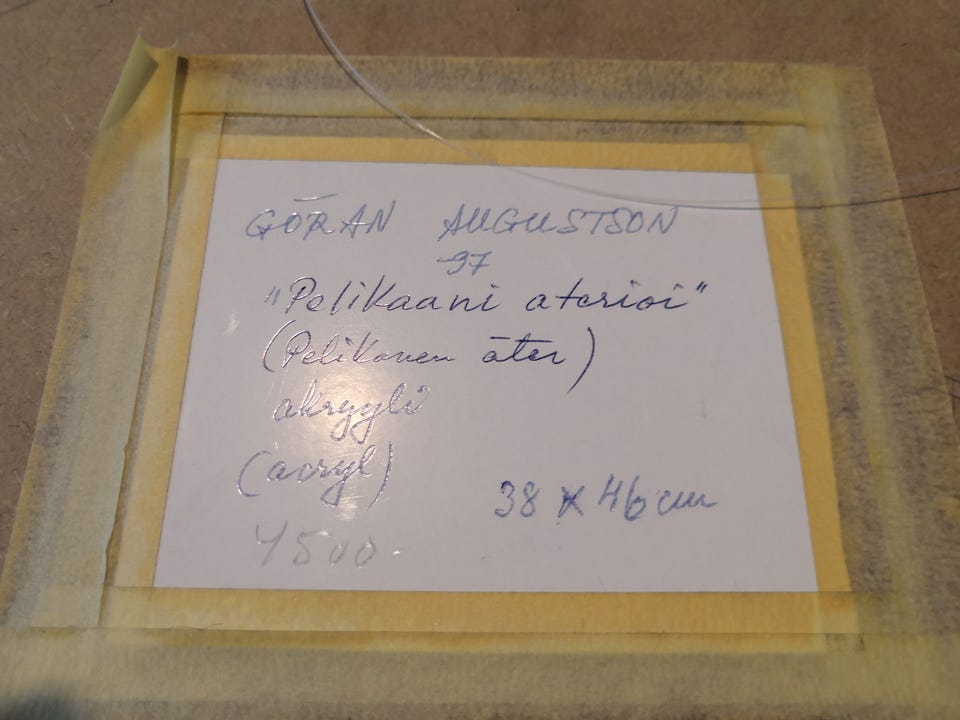 GÖRAN AUGUSTSON
-97
"Pelikaani aterioi"
(Pelikanen äter)
akryyli
(acryl)
38 x 46 cm
4500-